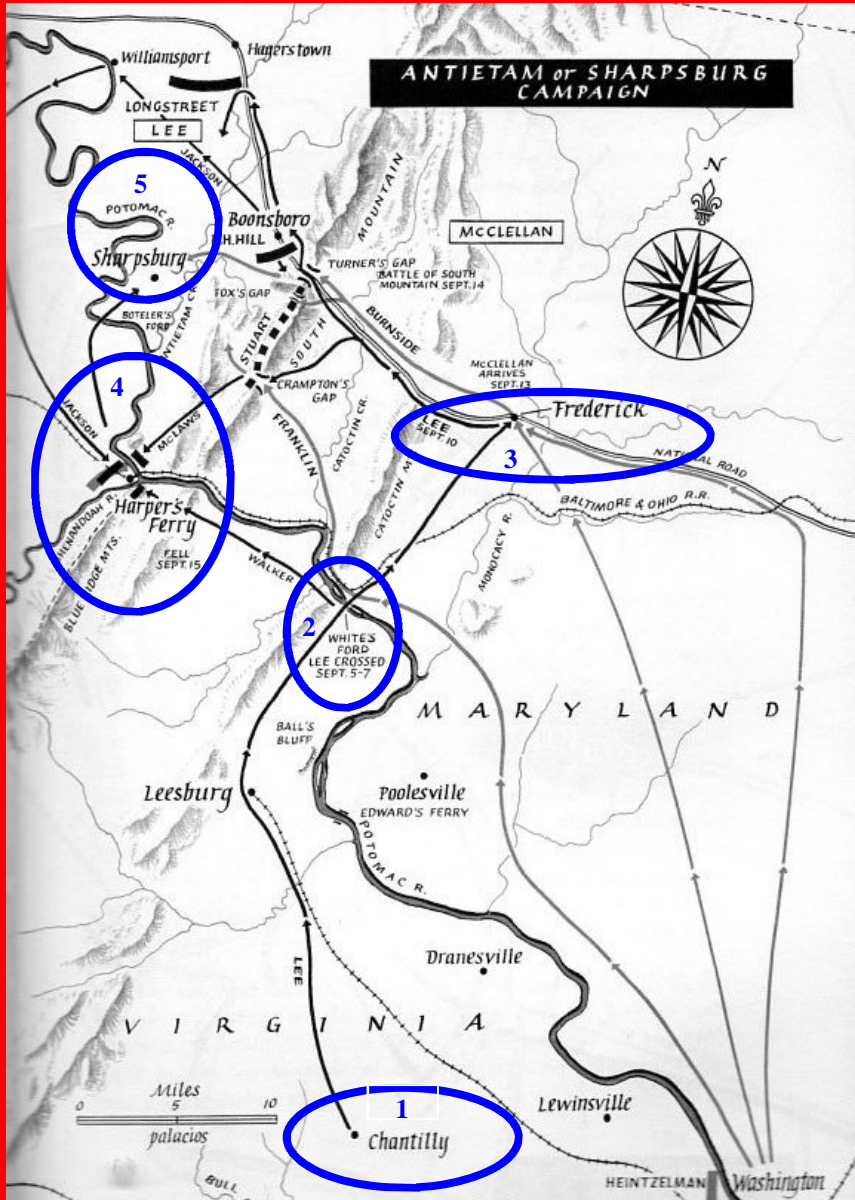 Williamsport
Hagerstown
ANTIETAM or SHARPSBURG
CAMPAIGN
LONGSTREET
LEE
JACKSON
N
5
POTOMAC R.
MOUNTAIN
Boonsboro
.H.HILL
McCLELLAN
Sharpsburg
TURNER'S GAP
BATTLE OF SOUTH
MOUNTAIN SEPT.14
FOX'S GAP
BOTELER'S
FORD
ANTIETAM CR.
STUART
SOUTH
BURNSIDE
McCLELLAN
ARRIVES
SEPT.13
4
CRAMPTON'S
GAP
JACKSON
McLAWS
FRANKLIN
CATOCTIN CR.
LEE
SEPT.10
Frederick
3
NATIONAL ROAD
CATOCTIN M
Harper's
Ferry
HENANDOAH R.
BALTIMORE & OHIO R.R.
FELL
SEPT.15
BLUE RIDGE MTS.
WALKER
MONOCACY R.
2
WHITE'S
FORD
LEE CROSSED
SEPT.5-7
MARYLAND
BALL'S
BLUFF
Leesburg
Poolesville
EDWARD'S FERRY
POTOMAC R.
LEE
Dranesville
VIRGINIA
Miles
0 5 10
palacios
1
Chantilly
Lewinsville
BULL
HEINTZELMAN
Washington